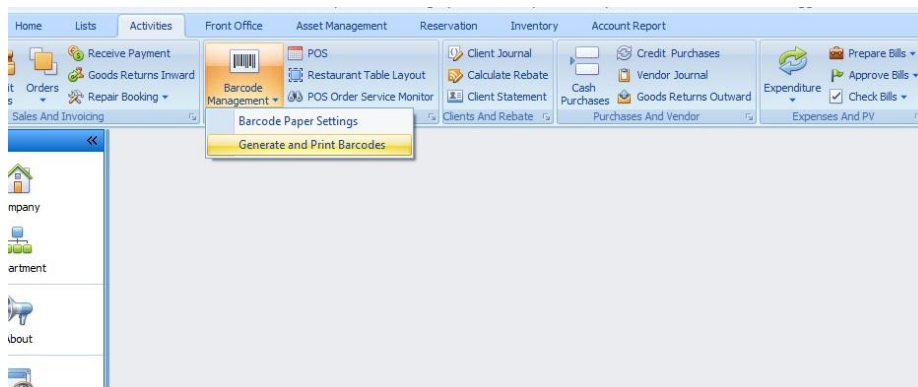 Home Lists Activities Front Office Asset Management Reservation Inventory Account Report
Receive Payment
Goods Returns Inward
Repair Booking
Orders
Sales And Invoicing
Barcode
Management
POS
Restaurant Table Layout
POS Order Service Monitor
Barcode Paper Settings
Generate and Print Barcodes
Client Journal
Calculate Rebate
Client Statement
Clients And Rebate
Cash
Purchases
Credit Purchases
Vendor Journal
Goods Returns Outward
Purchases And Vendor
Expenditure
Prepare Bills
Approve Bills
Check Bills
Expenses And PV
mpany
artment
About